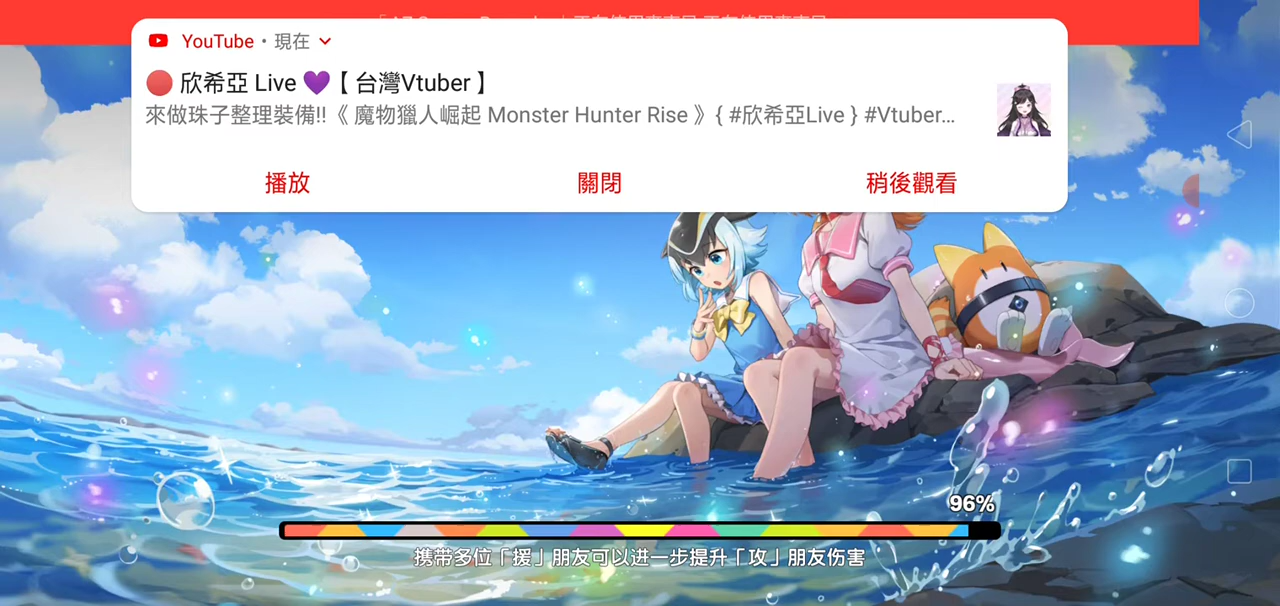 YouTube • 現在
🔴 欣希亞 Live 💜【 台灣Vtuber 】
來做珠子整理裝備!!《 魔物獵人崛起 Monster Hunter Rise 》{ #欣希亞Live } #Vtuber…
播放
關閉
稍後觀看
96%
携带多位「援」朋友可以进一步提升「攻」朋友伤害